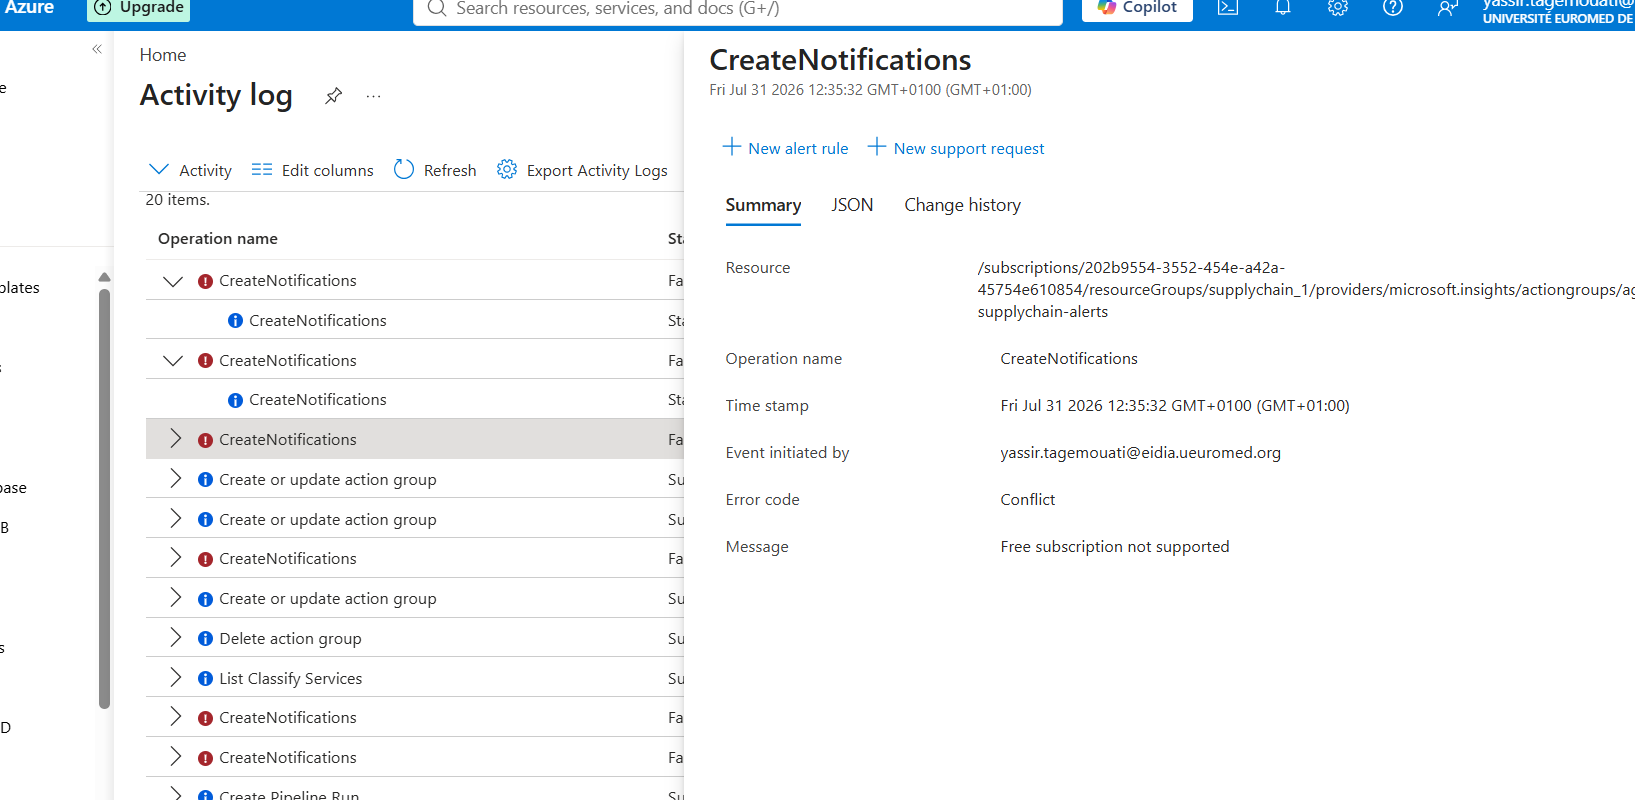 Azure
Upgrade
Search resources, services, and docs (G+/)
Copilot
UNIVERSITÉ EUROMED DE
Home
Activity log
...
Activity
Edit columns
Refresh
Export Activity Logs
20 items.
Operation name
CreateNotifications
CreateNotifications
CreateNotifications
CreateNotifications
CreateNotifications
Create or update action group
Create or update action group
CreateNotifications
Create or update action group
Delete action group
List Classify Services
CreateNotifications
CreateNotifications
Create Pipeline Run
CreateNotifications
Fri Jul 31 2026 12:35:32 GMT+0100 (GMT+01:00)
New alert rule
New support request
Summary
JSON
Change history
Resource
/subscriptions/202b9554-3552-454e-a42a-
45754e610854/resourceGroups/supplychain_1/providers/microsoft.insights/actiongroups/ag
supplychain-alerts
Operation name
CreateNotifications
Time stamp
Fri Jul 31 2026 12:35:32 GMT+0100 (GMT+01:00)
Event initiated by
yassir.tagemouati@eidia.ueuromed.org
Error code
Conflict
Message
Free subscription not supported